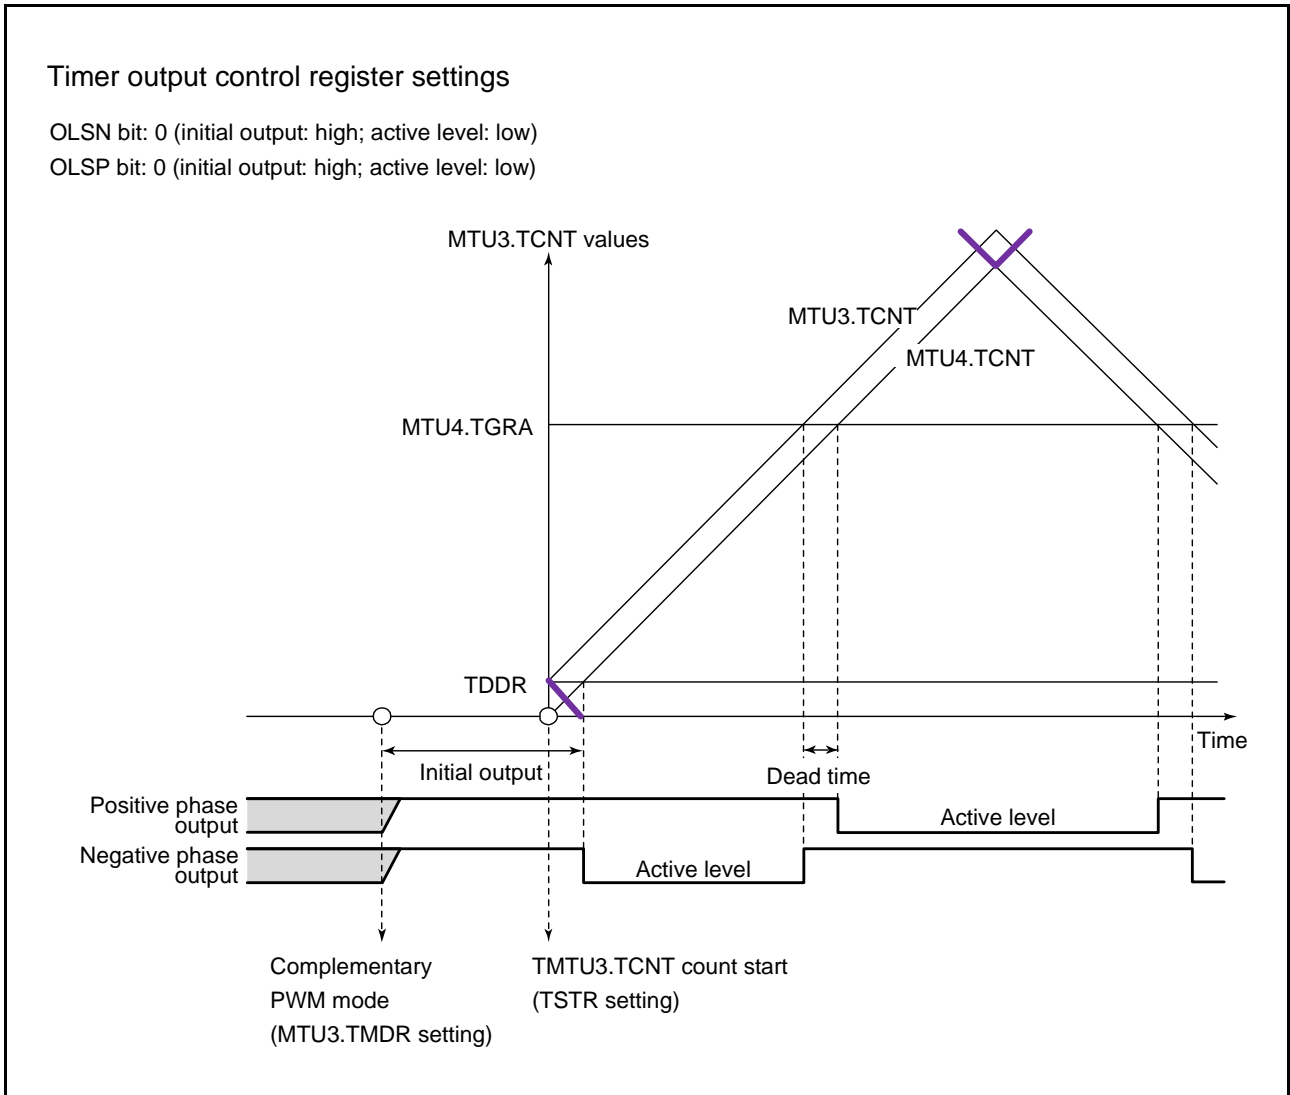 Timer output control register settings
OLSN bit: 0 (initial output: high; active level: low)
OLSP bit: 0 (initial output: high; active level: low)
MTU3.TCNT values
MTU3.TCNT
MTU4.TCNT
MTU4.TGRA
TDDR
Time
Initial output
Dead time
Positive phase
output
Active level
Negative phase
output
Active level
Complementary
PWM mode
(MTU3.TMDR setting)
TMTU3.TCNT count start
(TSTR setting)